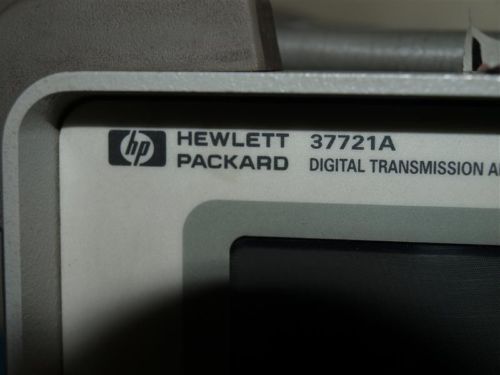 hp HEWLETT PACKARD
37721A
DIGITAL TRANSMISSION